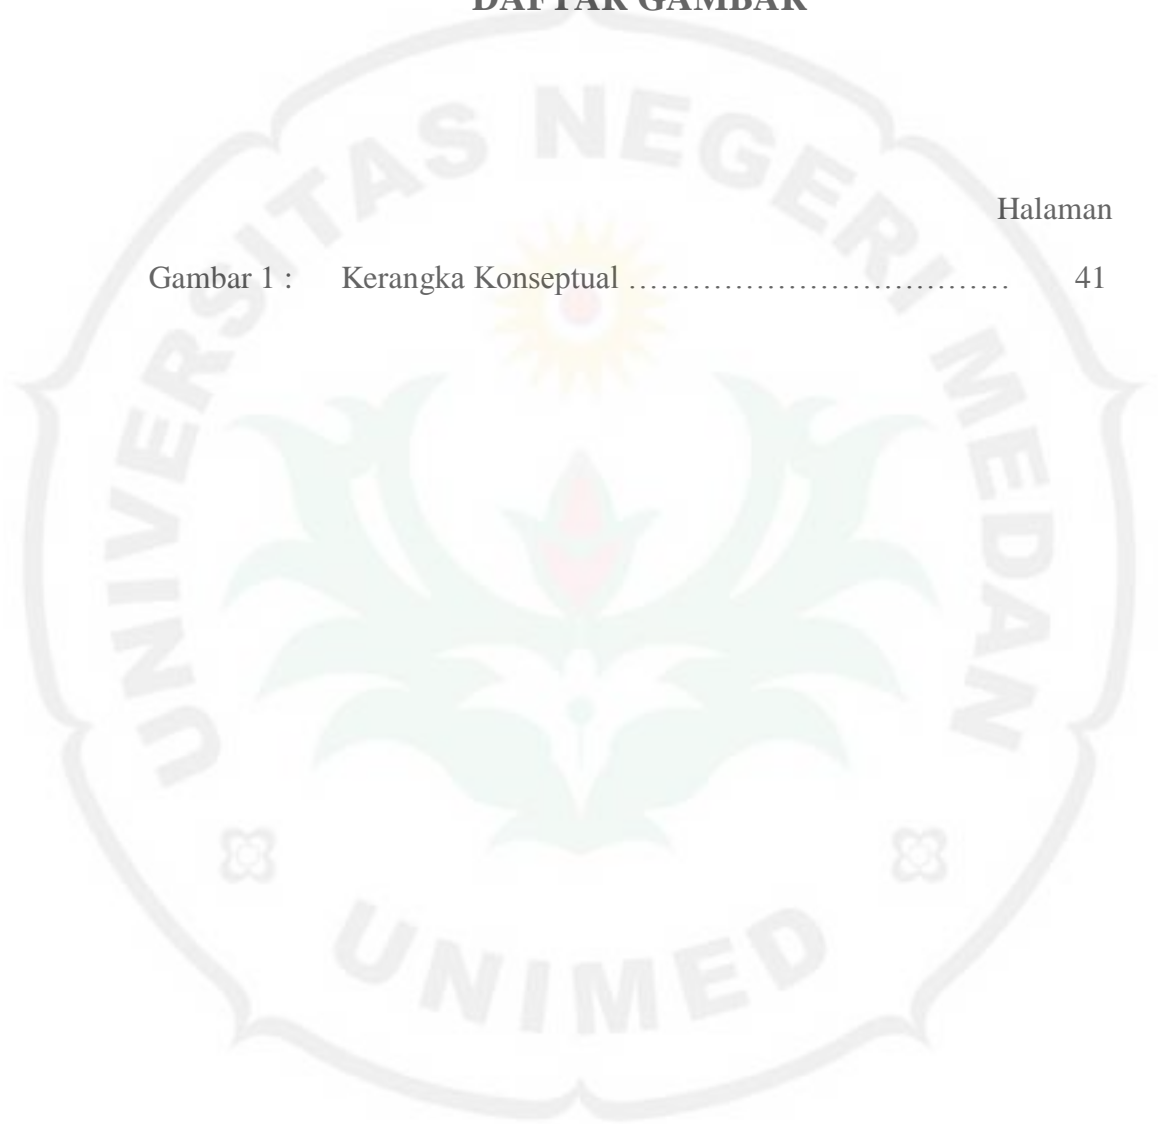 DAFTAR GAMBAR
Halaman
Gambar 1 : Kerangka Konseptual ……………………………… 41
UNIVERSITAS NEGERI MEDAN
UNIMED